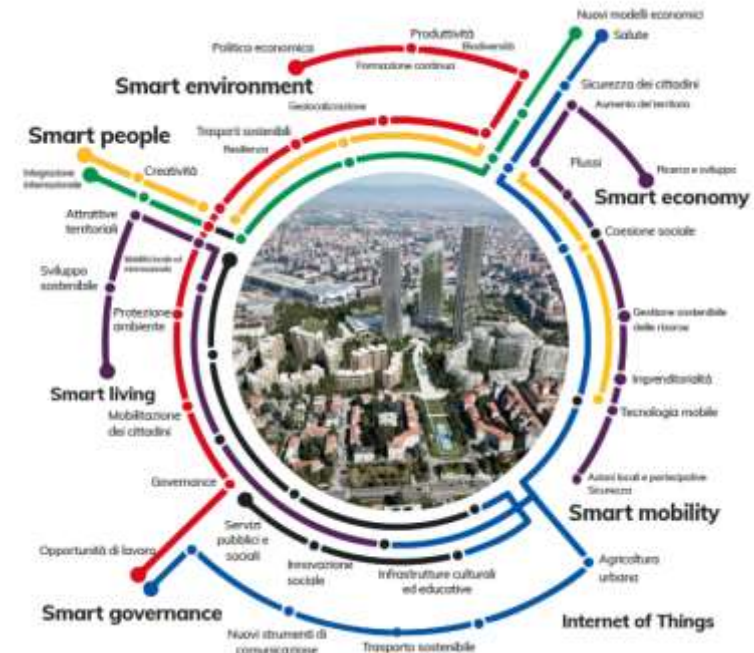 Nuovi modelli economici
Salute
Produttività
Biodiversità
Politica economica
Formazione continua
Smart environment
Sicurezza dei cittadini
Geolocalizzazione
Aumento del territorio
Smart people
Trasporti sostenibili
Resilienza
Flussi
Ricerca e sviluppo
Integrazione
internazionale
Creatività
Smart economy
Attrattive
territoriali
Coesione sociale
Sviluppo
sostenibile
Protezione
ambiente
Gestione sostenibile
delle risorse
Smart living
Imprenditorialità
Mobilitazione
dei cittadini
Tecnologia mobile
Governance
Attori locali e partecipative
Sicurezza
Smart mobility
Servizi
pubblici e
sociali
Opportunità di lavoro
Innovazione
sociale
Infrastrutture culturali
ed educative
Agricoltura
urbana
Smart governance
Internet of Things
Nuovi strumenti di
comunicazione
Trasporto sostenibile